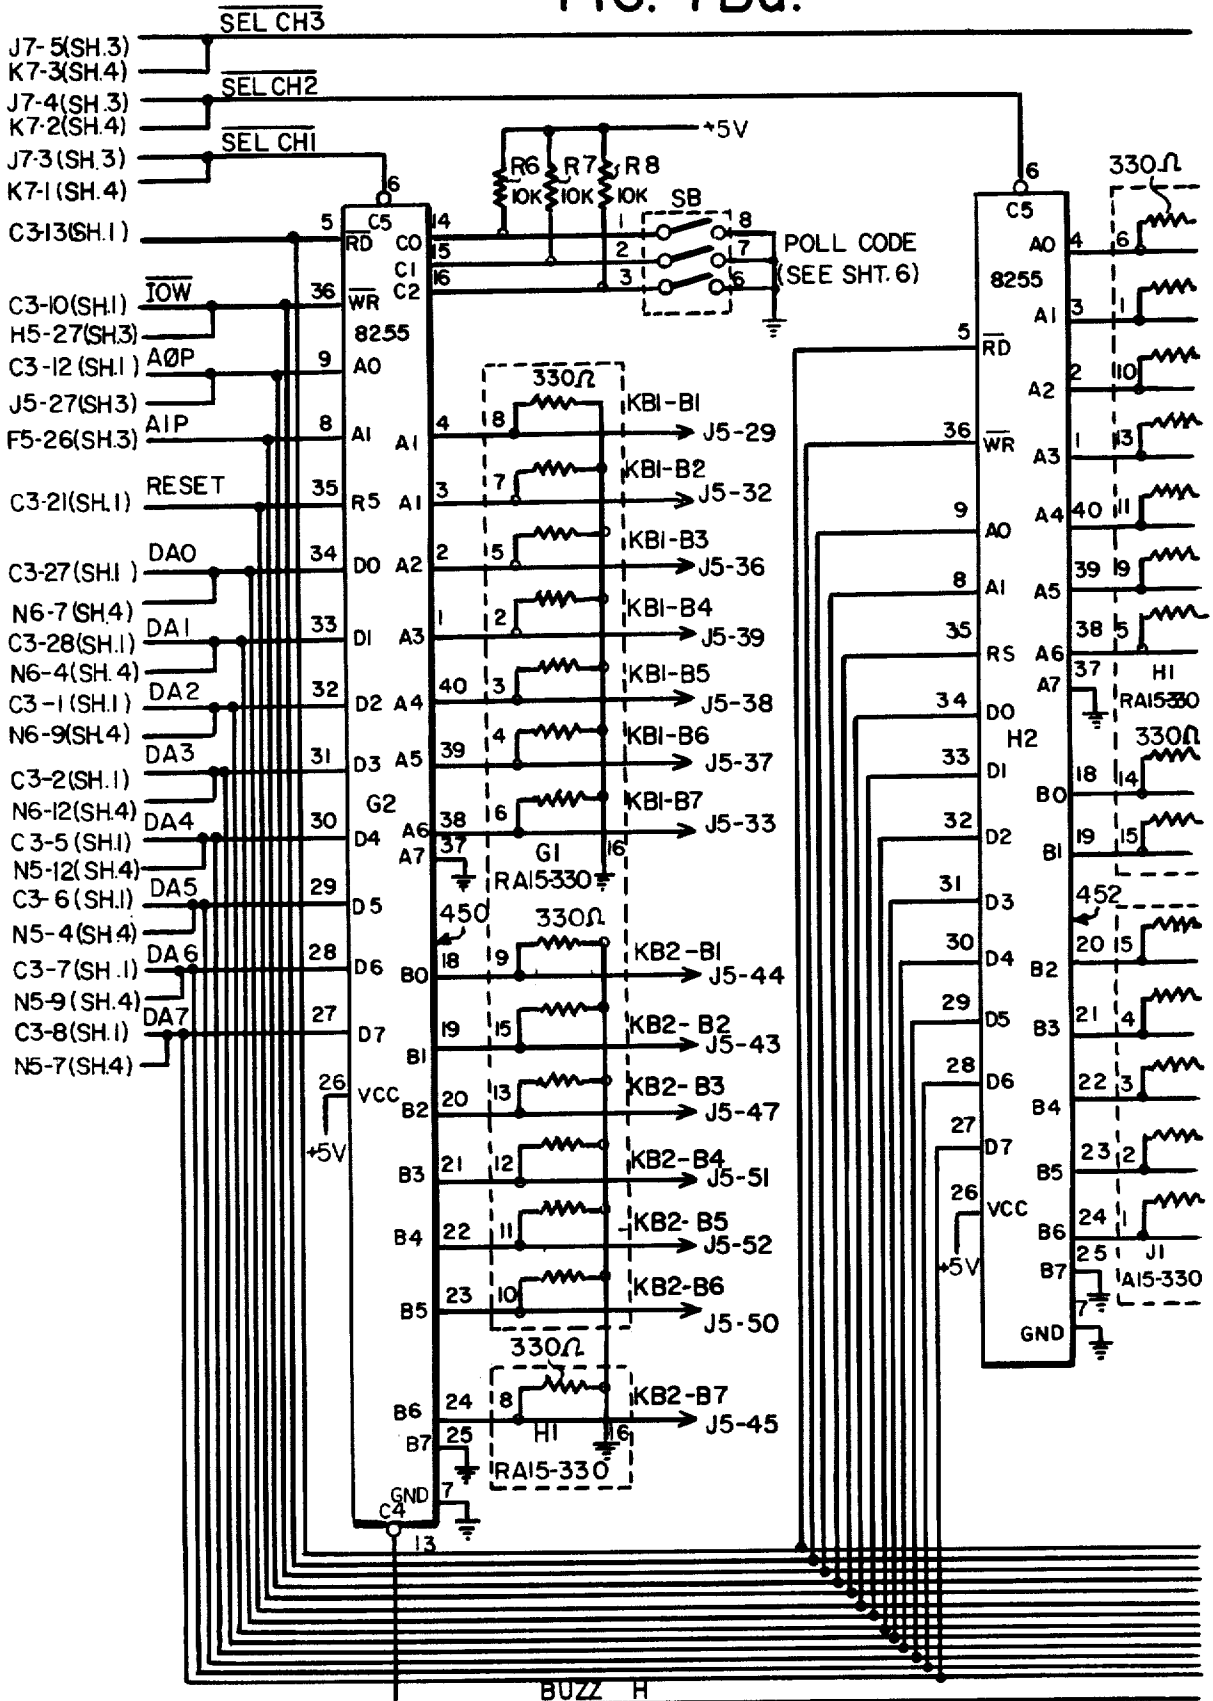 FIG. 7Ba.
SEL CH3
J7-5(SH.3)
K7-3(SH.4)
SEL CH2
J7-4(SH.3)
K7-2(SH.4)
SEL CH1
J7-3(SH.3)
K7-1(SH.4)
C3-13(SH.1)
IOW
C3-10(SH.1)
H5-27(SH.3)
C3-12(SH.1) AØP
J5-27(SH3)
F5-26(SH.3) A1P
RESET
C3-21(SH.1)
DA0
C3-27(SH.1)
N6-7(SH.4)
C3-28(SH.1) DA1
N6-4(SH.4)
C3-1(SH.1) DA2
N6-9(SH.4)
DA3
C3-2(SH.1)
N6-12(SH.4)
C3-5(SH.1) DA4
N5-12(SH.4)
C3-6(SH.1) DA5
N5-4(SH.4)
C3-7(SH.1) DA6
N5-9(SH.4)
C3-8(SH.1) DA7
N5-7(SH.4)
6
C5
5 RD
36 WR
8255
9 A0
8 A1
35 R5
34 D0
33 D1
32 D2
31 D3
G2
30 D4
29 D5
28 D6
27 D7
26 VCC
+5V
C0 14
C1 15
C2 16
A1 4
A1 3
A2 2
A3 1
A4 40
A5 39
A6 38
A7 37
450
B0 18
B1 19
B2 20
B3 21
B4 22
B5 23
B6 24
B7 25
GND 7
C4
13
+5V
R6 R7 R8
10K 10K 10K
SB
1 8
2 7
3 6
POLL CODE
(SEE SHT. 6)
330Ω
8 KB1-B1
J5-29
7 KB1-B2
J5-32
5 KB1-B3
J5-36
2 KB1-B4
J5-39
3 KB1-B5
J5-38
4 KB1-B6
J5-37
6 KB1-B7
J5-33
G1 16
RA15-330
330Ω
9 KB2-B1
J5-44
15 KB2-B2
J5-43
13 KB2-B3
J5-47
12 KB2-B4
J5-51
11 KB2-B5
J5-52
10 KB2-B6
J5-50
330Ω
8 KB2-B7
J5-45
H1 16
RA15-330
6
C5
8255
5 RD
36 WR
9 A0
8 A1
35 RS
34 D0
H2
33 D1
32 D2
31 D3
30 D4
29 D5
28 D6
27 D7
26 VCC
+5V
330Ω
A0 4 6
A1 3 1
A2 2 10
A3 1 13
A4 40 11
A5 39 9
A6 38 5
A7 37
H1
RA15-330
330Ω
B0 18 14
B1 19 15
452
B2 20 5
B3 21 4
B4 22 3
B5 23 2
B6 24 1
B7 25
J1
A15-330
GND 7
BUZZ H